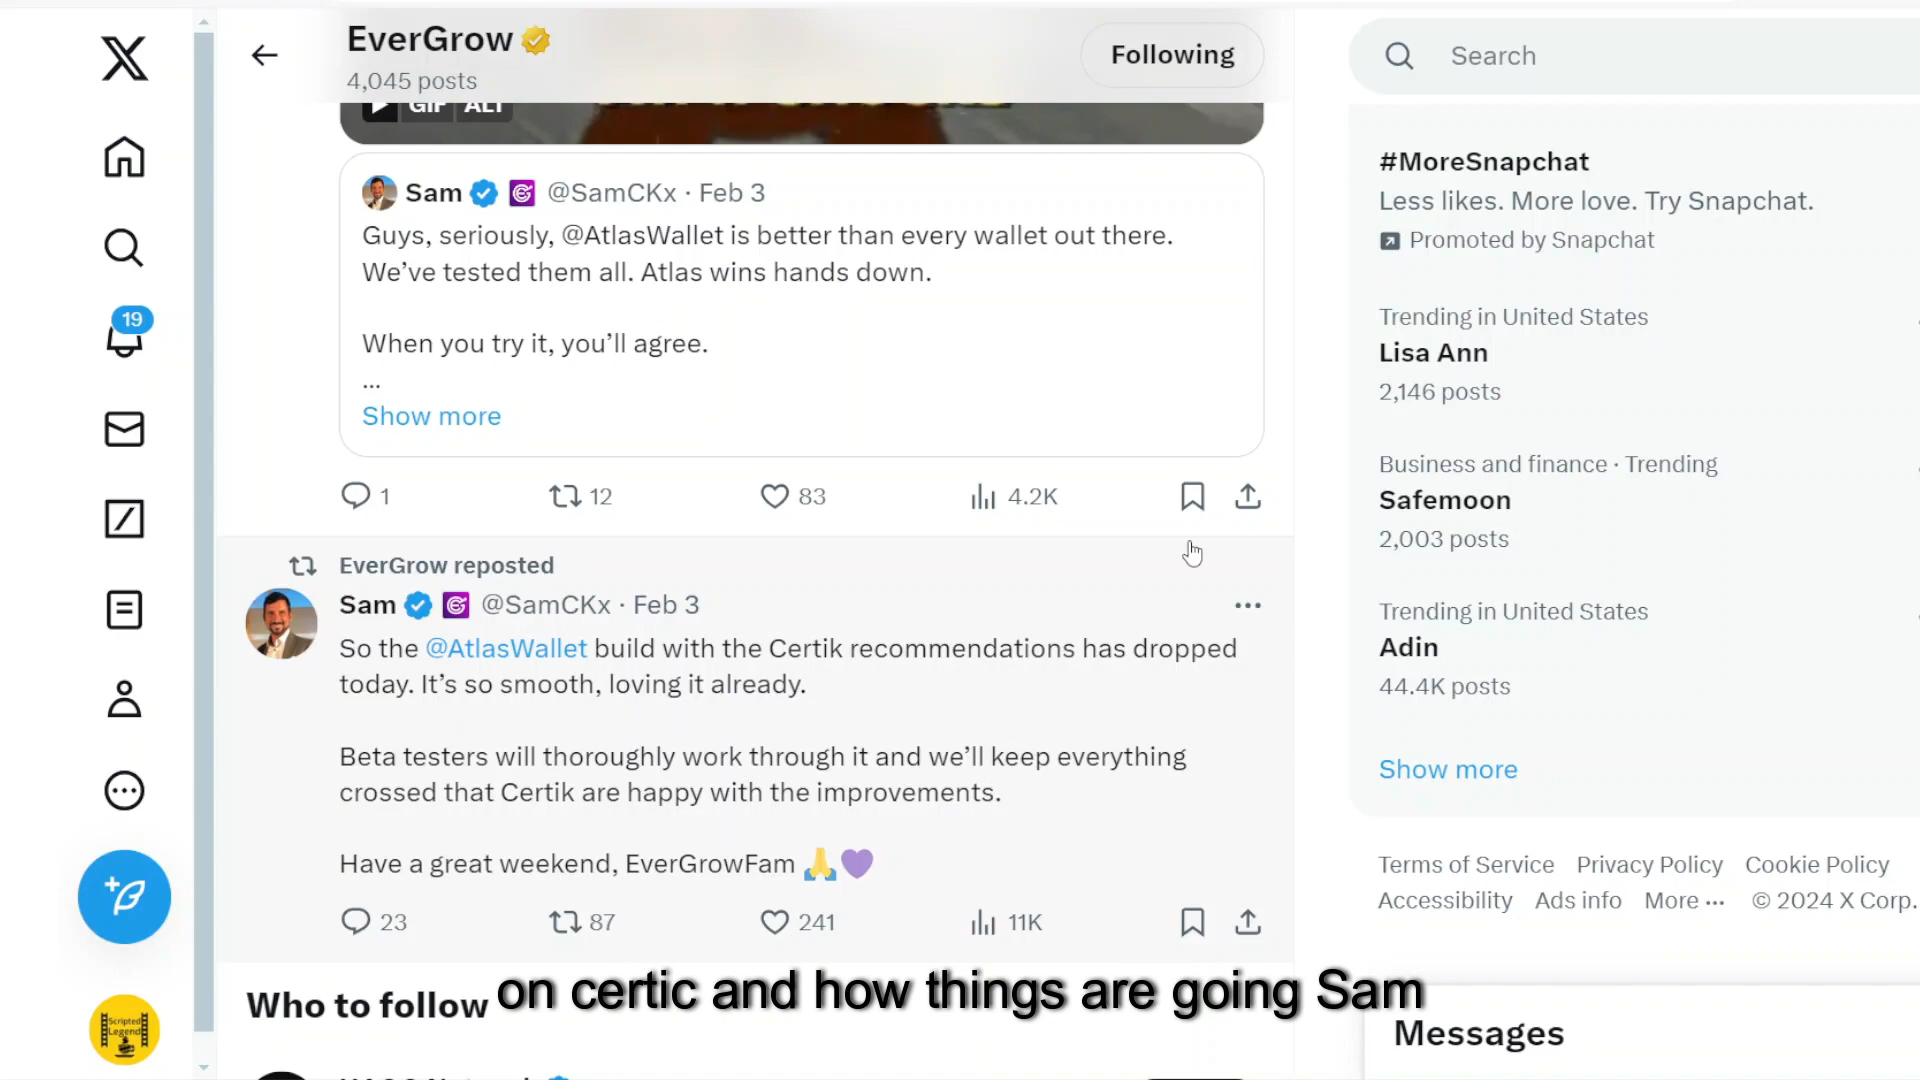 EverGrow
4,045 posts
Following
Search
GIF ALT
Sam @SamCKx · Feb 3
Guys, seriously, @AtlasWallet is better than every wallet out there.
We’ve tested them all. Atlas wins hands down.
When you try it, you’ll agree.
...
Show more
1 12 83 4.2K
EverGrow reposted
Sam @SamCKx · Feb 3
So the @AtlasWallet build with the Certik recommendations has dropped
today. It’s so smooth, loving it already.
Beta testers will thoroughly work through it and we’ll keep everything
crossed that Certik are happy with the improvements.
Have a great weekend, EverGrowFam 🙏💜
23 87 241 11K
Who to follow
on certic and how things are going Sam
19
Scripted
Legend
#MoreSnapchat
Less likes. More love. Try Snapchat.
Promoted by Snapchat
Trending in United States
Lisa Ann
2,146 posts
Business and finance · Trending
Safemoon
2,003 posts
Trending in United States
Adin
44.4K posts
Show more
Terms of Service Privacy Policy Cookie Policy
Accessibility Ads info More ··· © 2024 X Corp.
Messages